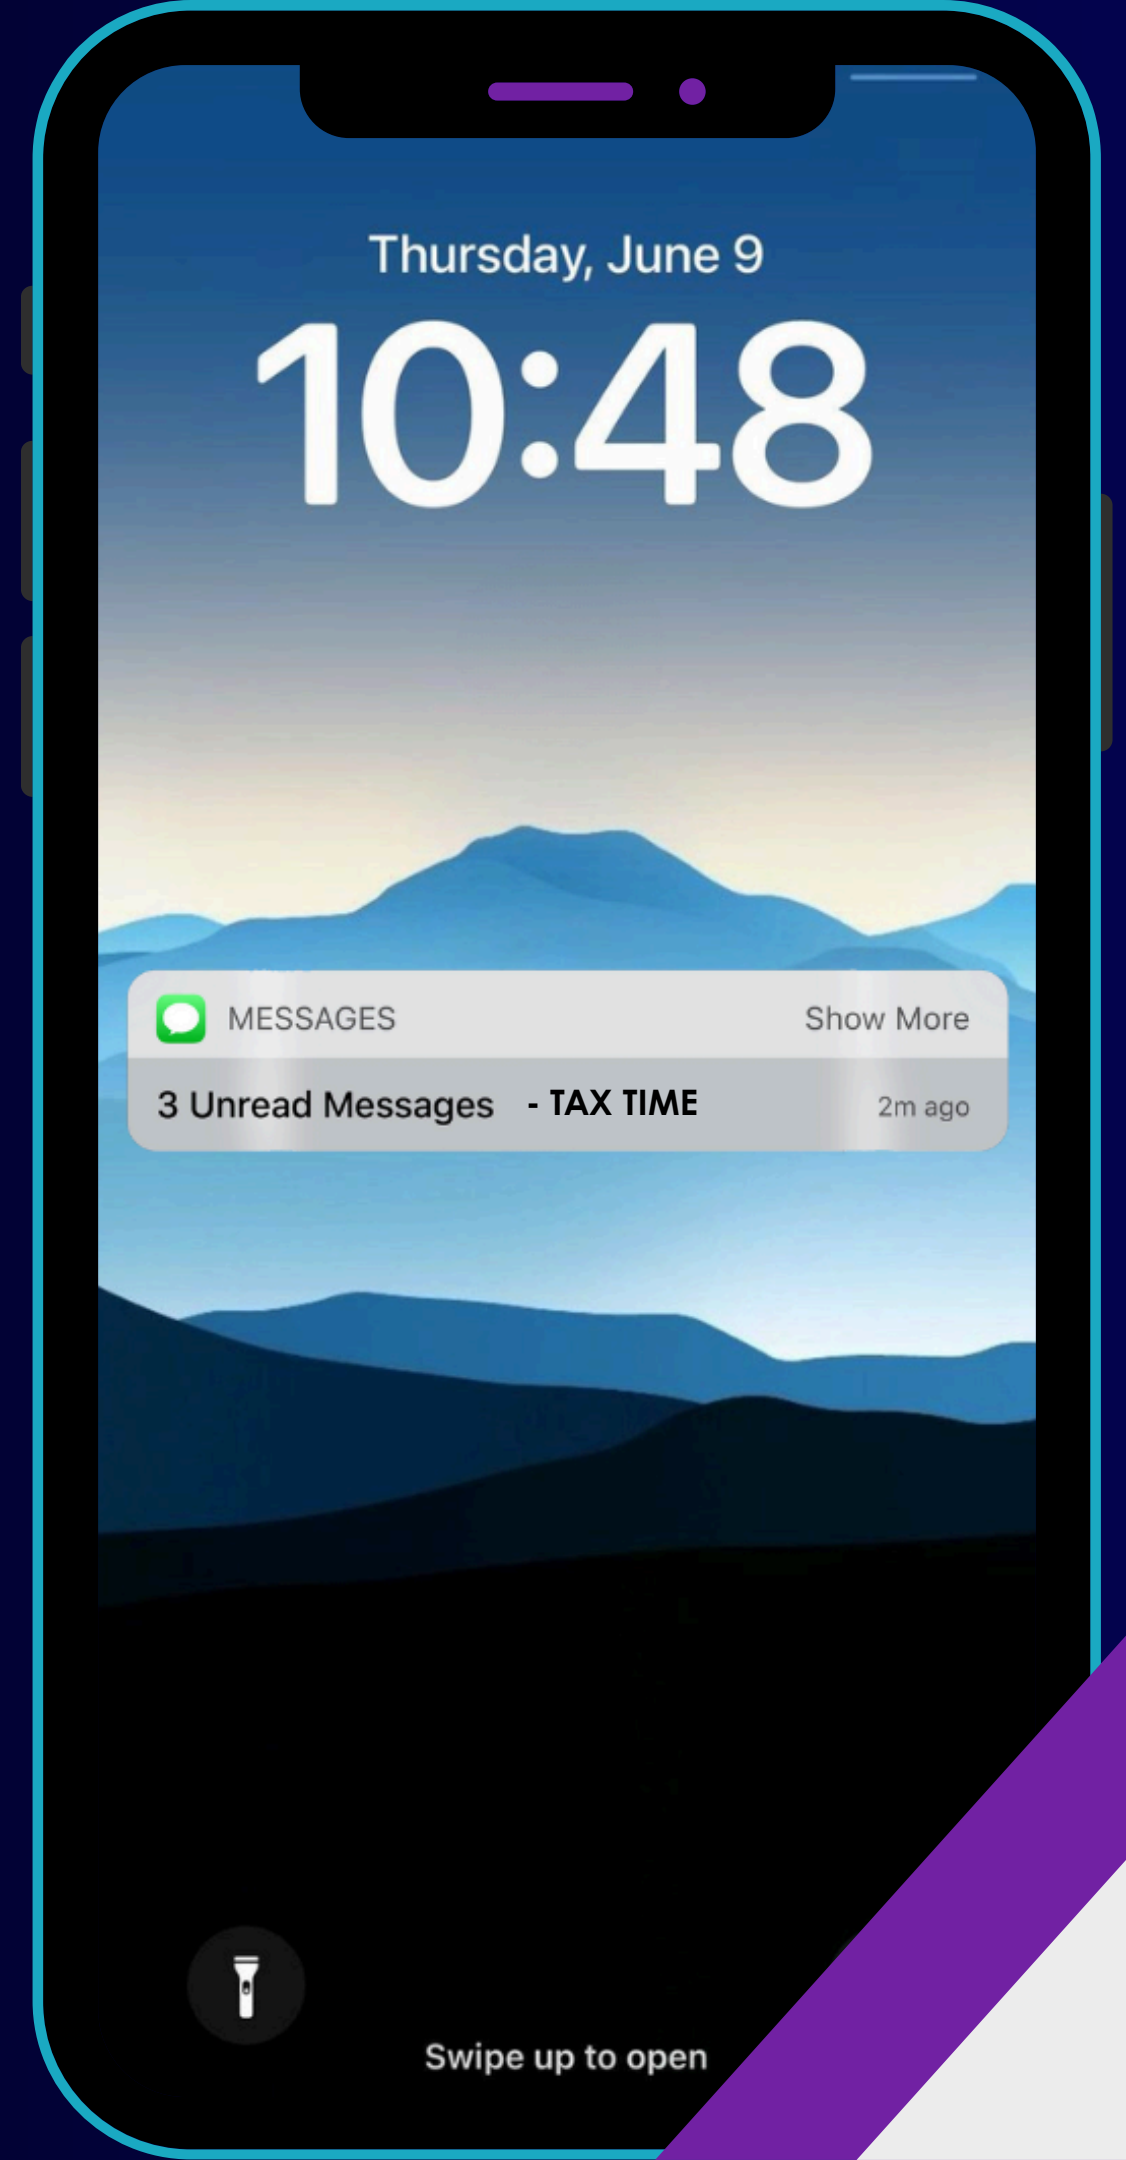 Thursday, June 9
10:48
MESSAGES Show More
3 Unread Messages - TAX TIME 2m ago
Swipe up to open